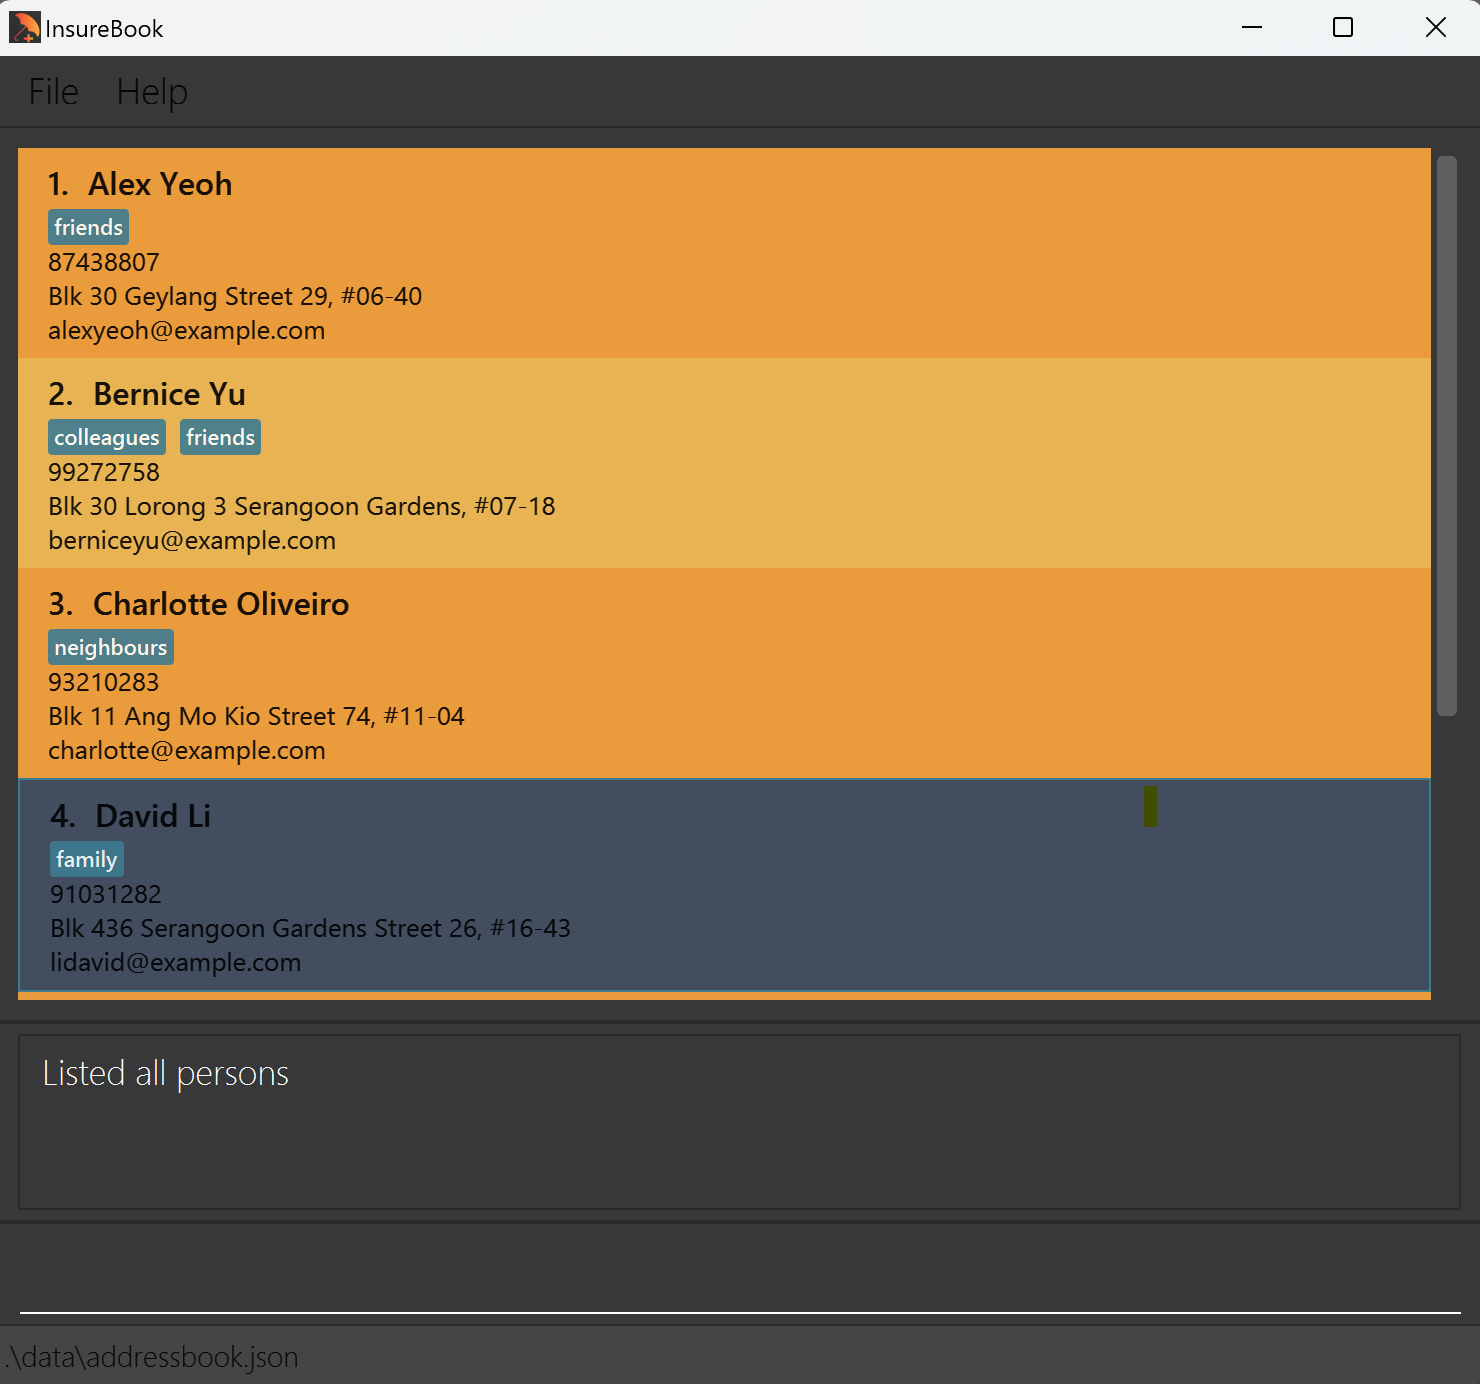 InsureBook
File Help
1. Alex Yeoh
friends
87438807
Blk 30 Geylang Street 29, #06-40
alexyeoh@example.com
2. Bernice Yu
colleagues friends
99272758
Blk 30 Lorong 3 Serangoon Gardens, #07-18
berniceyu@example.com
3. Charlotte Oliveiro
neighbours
93210283
Blk 11 Ang Mo Kio Street 74, #11-04
charlotte@example.com
4. David Li
family
91031282
Blk 436 Serangoon Gardens Street 26, #16-43
lidavid@example.com
Listed all persons
.\data\addressbook.json